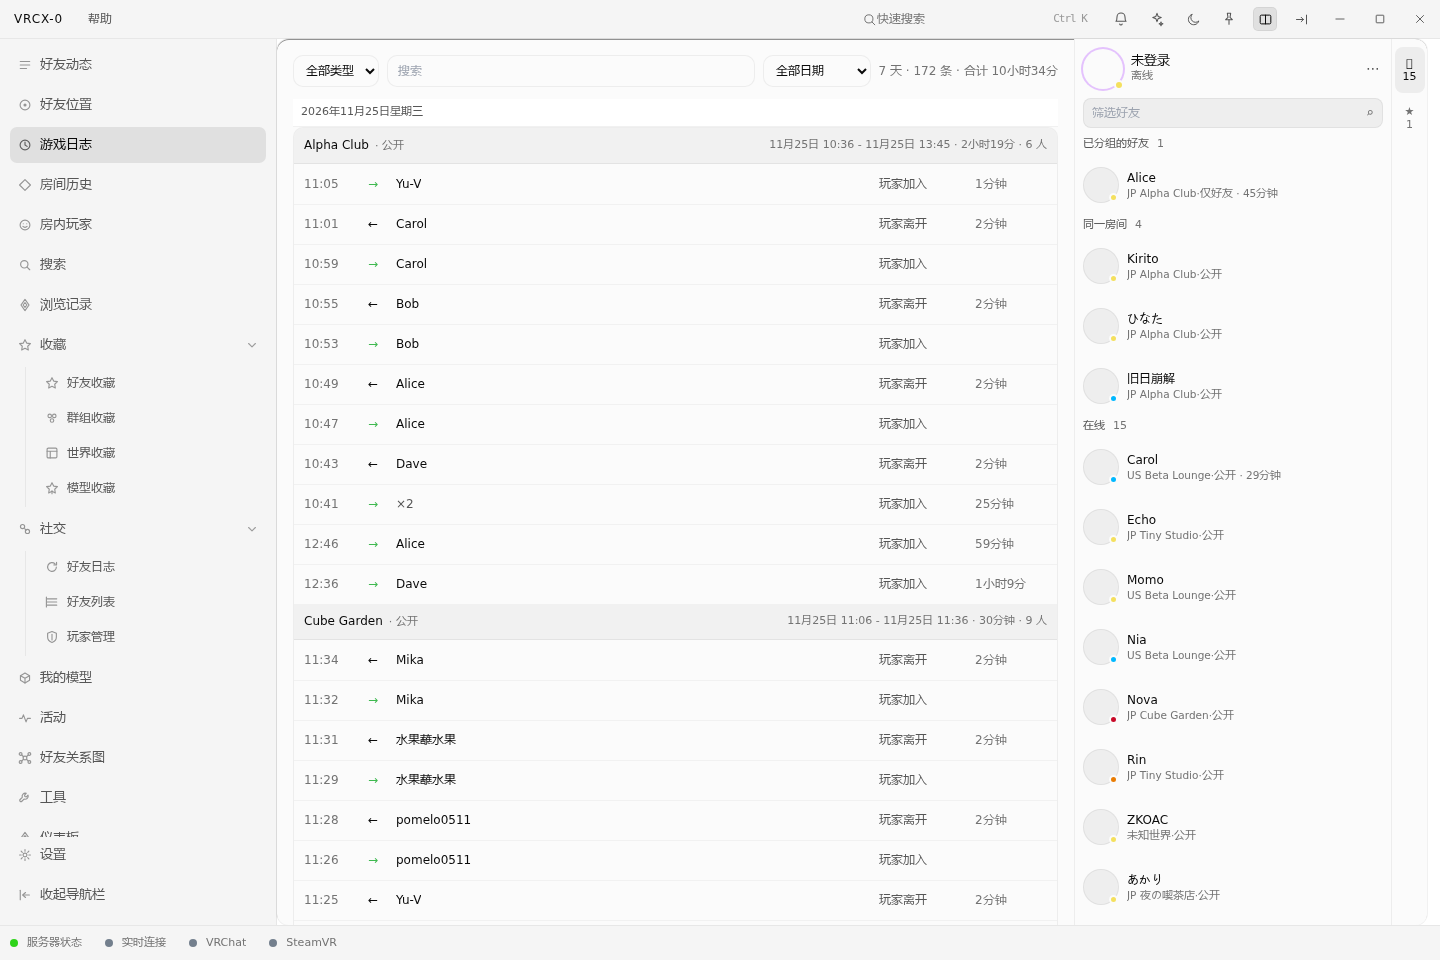 VRCX-0
帮助
快速搜索
Ctrl K
好友动态
好友位置
游戏日志
房间历史
房内玩家
搜索
浏览记录
收藏
好友收藏
群组收藏
世界收藏
模型收藏
社交
好友日志
好友列表
玩家管理
我的模型
活动
好友关系图
工具
仪表板
设置
收起导航栏
全部类型
搜索
全部日期
7 天 · 172 条 · 合计 10小时34分
2026年11月25日星期三
Alpha Club · 公开 11月25日 10:36 - 11月25日 13:45 · 2小时19分 · 6 人
11:05 → Yu-V 玩家加入 1分钟
11:01 ← Carol 玩家离开 2分钟
10:59 → Carol 玩家加入
10:55 ← Bob 玩家离开 2分钟
10:53 → Bob 玩家加入
10:49 ← Alice 玩家离开 2分钟
10:47 → Alice 玩家加入
10:43 ← Dave 玩家离开 2分钟
10:41 → ×2 玩家加入 25分钟
12:46 → Alice 玩家加入 59分钟
12:36 → Dave 玩家加入 1小时9分
Cube Garden · 公开 11月25日 11:06 - 11月25日 11:36 · 30分钟 · 9 人
11:34 ← Mika 玩家离开 2分钟
11:32 → Mika 玩家加入
11:31 ← 水果蘸水果 玩家离开 2分钟
11:29 → 水果蘸水果 玩家加入
11:28 ← pomelo0511 玩家离开 2分钟
11:26 → pomelo0511 玩家加入
11:25 ← Yu-V 玩家离开 2分钟
未登录
离线
筛选好友
已分组的好友 1
Alice
JP Alpha Club·仅好友 · 45分钟
同一房间 4
Kirito
JP Alpha Club·公开
ひなた
JP Alpha Club·公开
旧日崩解
JP Alpha Club·公开
在线 15
Carol
US Beta Lounge·公开 · 29分钟
Echo
JP Tiny Studio·公开
Momo
US Beta Lounge·公开
Nia
US Beta Lounge·公开
Nova
JP Cube Garden·公开
Rin
JP Tiny Studio·公开
ZKOAC
未知世界·公开
あかり
JP 夜の喫茶店·公开
15
★
1
服务器状态
实时连接
VRChat
SteamVR